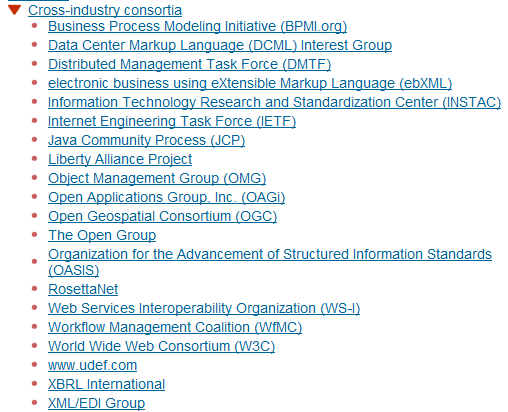 Cross-industry consortia
Business Process Modeling Initiative (BPMI.org)
Data Center Markup Language (DCML) Interest Group
Distributed Management Task Force (DMTF)
electronic business using eXtensible Markup Language (ebXML)
Information Technology Research and Standardization Center (INSTAC)
Internet Engineering Task Force (IETF)
Java Community Process (JCP)
Liberty Alliance Project
Object Management Group (OMG)
Open Applications Group, Inc. (OAGi)
Open Geospatial Consortium (OGC)
The Open Group
Organization for the Advancement of Structured Information Standards
(OASIS)
RosettaNet
Web Services Interoperability Organization (WS-I)
Workflow Management Coalition (WfMC)
World Wide Web Consortium (W3C)
www.udef.com
XBRL International
XML/EDI Group